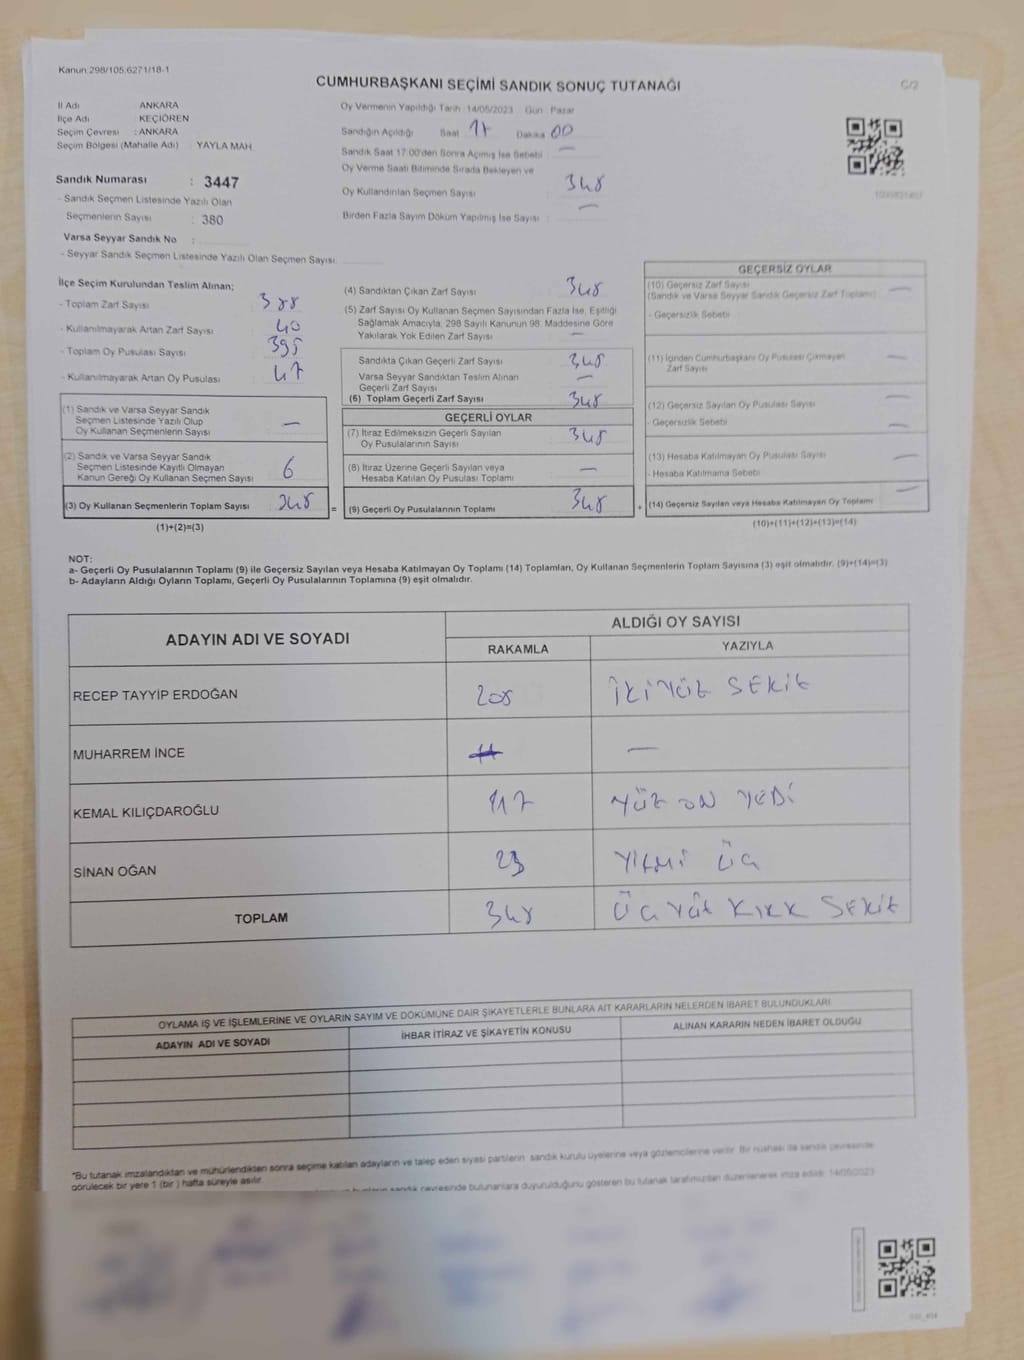 Kanun:298/105,6271/18-1
CUMHURBAŞKANI SEÇİMİ SANDIK SONUÇ TUTANAĞI
C/2
İl Adı ANKARA
İlçe Adı KEÇİÖREN
Seçim Çevresi : ANKARA
Seçim Bölgesi (Mahalle Adı) : YAYLA MAH.
Oy Vermenin Yapıldığı Tarih 14/05/2023 Gün Pazar
Sandığın Açıldığı Saat 17 Dakika 00
Sandık Saat 17:00'den Sonra Açılmış İse Sebebi —
Oy Verme Saati Bitiminde Sırada Bekleyen ve
Oy Kullandırılan Seçmen Sayısı 348
Birden Fazla Sayım Döküm Yapılmış İse Sayısı : —
Sandık Numarası : 3447
- Sandık Seçmen Listesinde Yazılı Olan
Seçmenlerin Sayısı : 380
Varsa Seyyar Sandık No :
- Seyyar Sandık Seçmen Listesinde Yazılı Olan Seçmen Sayısı:
İlçe Seçim Kurulundan Teslim Alınan;
- Toplam Zarf Sayısı 388
- Kullanılmayarak Artan Zarf Sayısı 40
- Toplam Oy Pusulası Sayısı 395
- Kullanılmayarak Artan Oy Pusulası 47
(1) Sandık ve Varsa Seyyar Sandık
Seçmen Listesinde Yazılı Olup
Oy Kullanan Seçmenlerin Sayısı —
(2) Sandık ve Varsa Seyyar Sandık
Seçmen Listesinde Kayıtlı Olmayan
Kanun Gereği Oy Kullanan Seçmen Sayısı 6
(3) Oy Kullanan Seçmenlerin Toplam Sayısı 348 =
(1)+(2)=(3)
(4) Sandıktan Çıkan Zarf Sayısı 348
(5) Zarf Sayısı Oy Kullanan Seçmen Sayısından Fazla İse, Eşitliği
Sağlamak Amacıyla, 298 Sayılı Kanunun 98. Maddesine Göre
Yakılarak Yok Edilen Zarf Sayısı —
Sandıkta Çıkan Geçerli Zarf Sayısı 348
Varsa Seyyar Sandıktan Teslim Alınan
Geçerli Zarf Sayısı —
(6) Toplam Geçerli Zarf Sayısı 348
GEÇERLİ OYLAR
(7) İtiraz Edilmeksizin Geçerli Sayılan
Oy Pusulalarının Sayısı 348
(8) İtiraz Üzerine Geçerli Sayılan veya
Hesaba Katılan Oy Pusulası Toplamı —
(9) Geçerli Oy Pusulalarının Toplamı 348 +
GEÇERSİZ OYLAR
(10) Geçersiz Zarf Sayısı
(Sandık ve Varsa Seyyar Sandık Geçersiz Zarf Toplamı) —
- Geçersizlik Sebebi
(11) İçinden Cumhurbaşkanı Oy Pusulası Çıkmayan
Zarf Sayısı —
(12) Geçersiz Sayılan Oy Pusulası Sayısı —
- Geçersizlik Sebebi —
(13) Hesaba Katılmayan Oy Pusulası Sayısı —
- Hesaba Katılmama Sebebi
(14) Geçersiz Sayılan veya Hesaba Katılmayan Oy Toplamı —
(10)+(11)+(12)+(13)=(14)
NOT:
a- Geçerli Oy Pusulalarının Toplamı (9) ile Geçersiz Sayılan veya Hesaba Katılmayan Oy Toplamı (14) Toplamları, Oy Kullanan Seçmenlerin Toplam Sayısına (3) eşit olmalıdır. (9)+(14)=(3)
b- Adayların Aldığı Oyların Toplamı, Geçerli Oy Pusulalarının Toplamına (9) eşit olmalıdır.
ADAYIN ADI VE SOYADI ALDIĞI OY SAYISI
RAKAMLA YAZIYLA
RECEP TAYYİP ERDOĞAN 208 İKİYÜZ SEKİZ
MUHARREM İNCE —
KEMAL KILIÇDAROĞLU 117 YÜZ ON YEDİ
SİNAN OĞAN 23 YİRMİ ÜÇ
TOPLAM 348 ÜÇ YÜZ KIRK SEKİZ
OYLAMA İŞ VE İŞLEMLERİNE VE OYLARIN SAYIM VE DÖKÜMÜNE DAİR ŞİKAYETLERLE BUNLARA AİT KARARLARIN NELERDEN İBARET BULUNDUKLARI
ADAYIN ADI VE SOYADI İHBAR İTİRAZ VE ŞİKAYETİN KONUSU ALINAN KARARIN NEDEN İBARET OLDUĞU
*Bu tutanak imzalandıktan ve mühürlendikten sonra seçime katılan adayların ve talep eden siyasi partilerin sandık kurulu üyelerine veya gözlemcilerine verilir. Bir nüshası da sandık çevresinde
görülecek bir yere 1 (bir) hafta süreyle asılır.
sandık çevresinde bulunanlara duyurulduğunu gösteren bu tutanak tarafımızdan düzenlenerek imza edildi. 14/05/2023